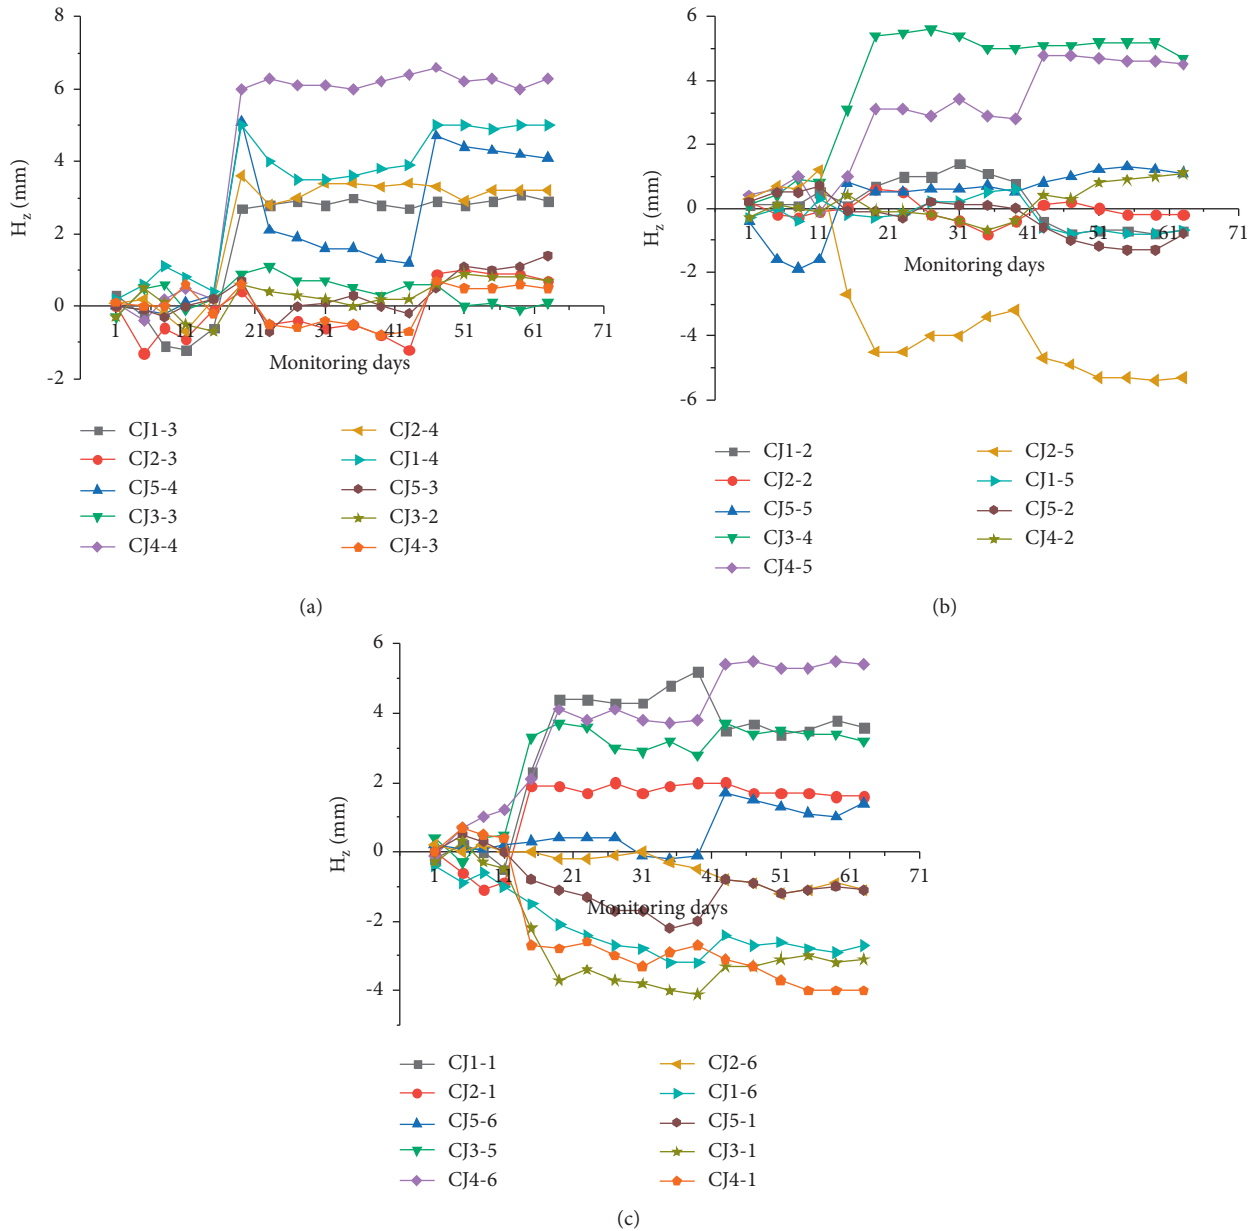 8
6
4
2
0
-2
H_z (mm)
1 11 21 31 41 51 61 71
Monitoring days
CJ1-3
CJ2-3
CJ5-4
CJ3-3
CJ4-4
CJ2-4
CJ1-4
CJ5-3
CJ3-2
CJ4-3
(a)
6
4
2
0
-2
-4
-6
H_z (mm)
1 11 21 31 41 51 61 71
Monitoring days
CJ1-2
CJ2-2
CJ5-5
CJ3-4
CJ4-5
CJ2-5
CJ1-5
CJ5-2
CJ4-2
(b)
6
4
2
0
-2
-4
H_z (mm)
1 11 21 31 41 51 61 71
Monitoring days
CJ1-1
CJ2-1
CJ5-6
CJ3-5
CJ4-6
CJ2-6
CJ1-6
CJ5-1
CJ3-1
CJ4-1
(c)